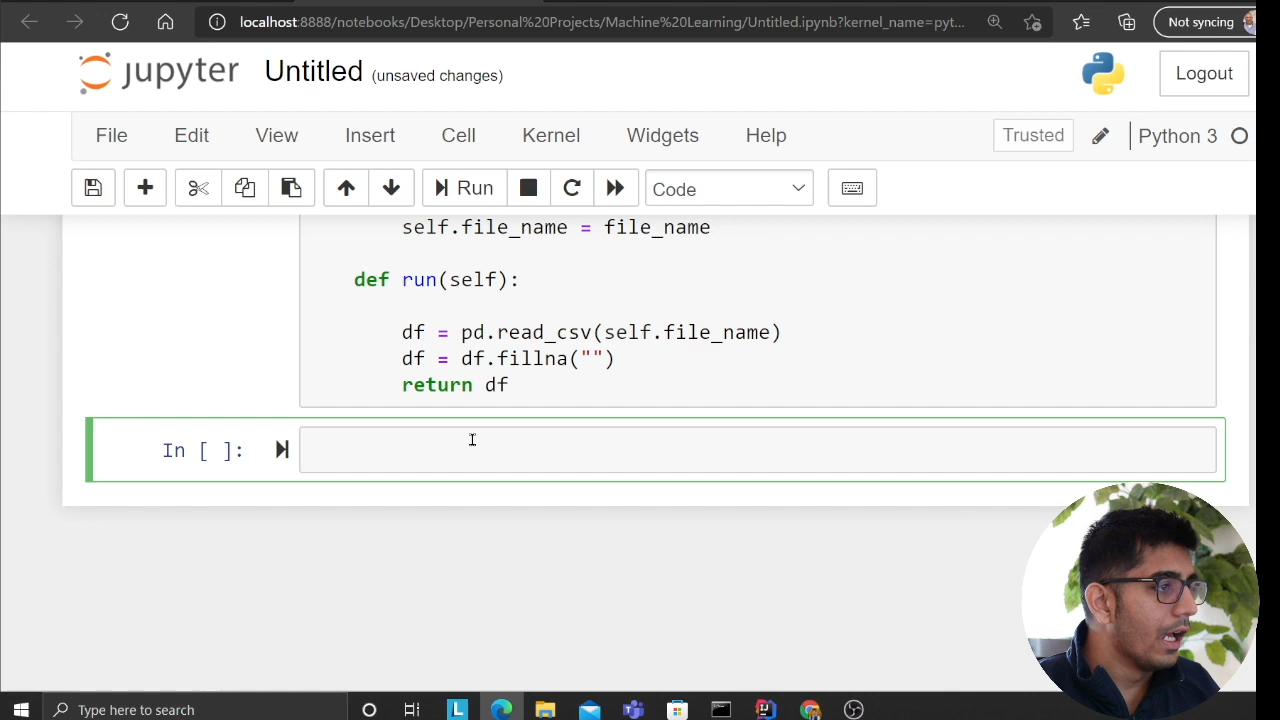 localhost:8888/notebooks/Desktop/Personal%20Projects/Machine%20Learning/Untitled.ipynb?kernel_name=pyt...
Not syncing
jupyter Untitled (unsaved changes)
Logout
File Edit View Insert Cell Kernel Widgets Help
Trusted
Python 3
Run
Code
self.file_name = file_name
def run(self):
df = pd.read_csv(self.file_name)
df = df.fillna("")
return df
In [ ]:
Type here to search
L